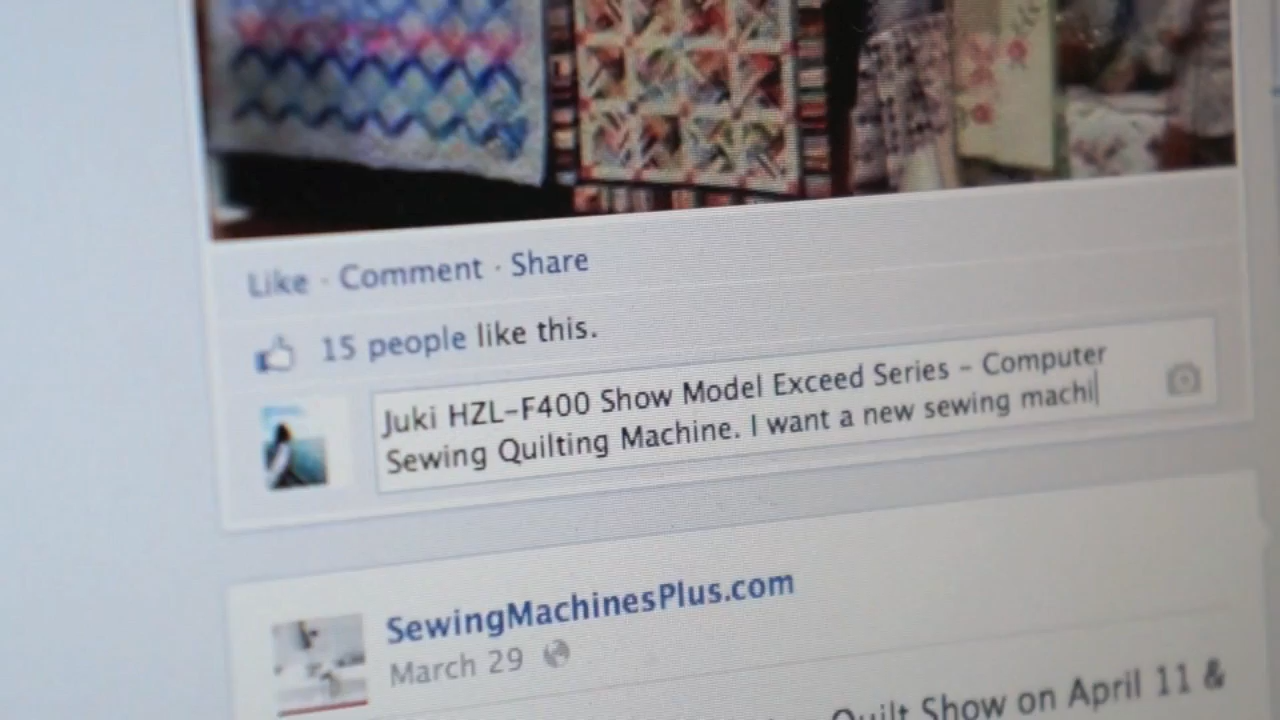 Like · Comment · Share
15 people like this.
Juki HZL-F400 Show Model Exceed Series - Computer
Sewing Quilting Machine. I want a new sewing machi
SewingMachinesPlus.com
March 29
Quilt Show on April 11 &